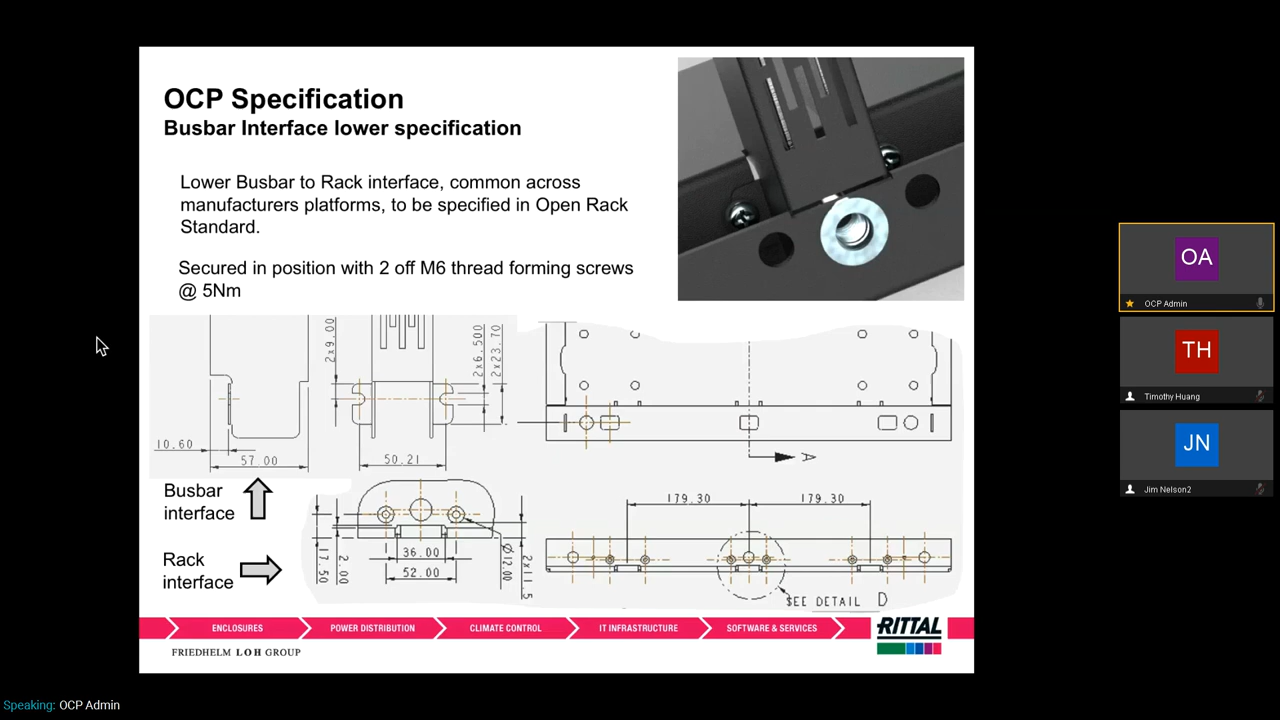 OCP Specification
Busbar Interface lower specification
Lower Busbar to Rack interface, common across
manufacturers platforms, to be specified in Open Rack
Standard.
Secured in position with 2 off M6 thread forming screws
@ 5Nm
2x9.00
2x6.500
2x23.70
10.60
57.00
50.21
A
Busbar
interface
Rack
interface
17.50
2.00
36.00
52.00
Ø12.00
2x11.5
179.30
179.30
SEE DETAIL D
ENCLOSURES
POWER DISTRIBUTION
CLIMATE CONTROL
IT INFRASTRUCTURE
SOFTWARE & SERVICES
RITTAL
FRIEDHELM LOH GROUP
OA
OCP Admin
TH
Timothy Huang
JN
Jim Nelson2
Speaking: OCP Admin